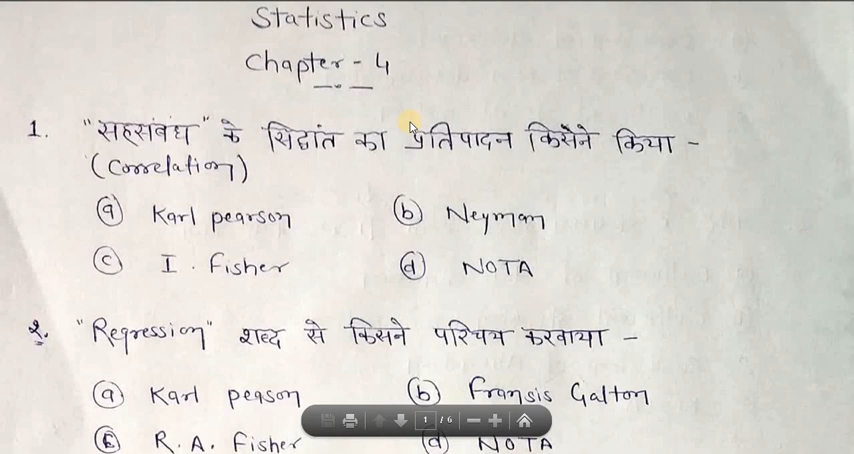 Statistics
Chapter - 4
1. "सहसंबंध" के सिद्धांत का प्रतिपादन किसने किया -
(Correlation)
(a) Karl pearson (b) Neyman
(c) I. fisher (d) NOTA
2. "Regression" शब्द से किसने परिचय करवाया -
(a) Karl pearson (b) Fransis Galton
(c) R. A. fisher (d) NOTA
1 / 6